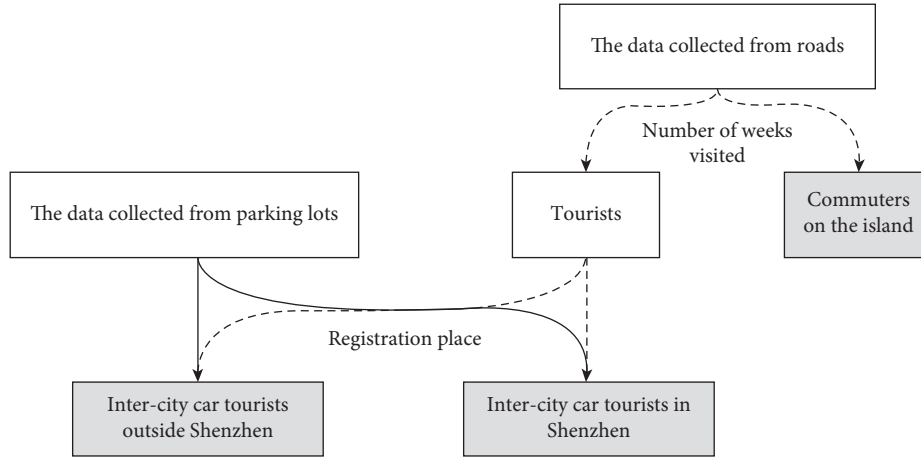 The data collected from roads
Number of weeks
visited
The data collected from parking lots
Tourists
Commuters
on the island
Registration place
Inter-city car tourists
outside Shenzhen
Inter-city car tourists in
Shenzhen